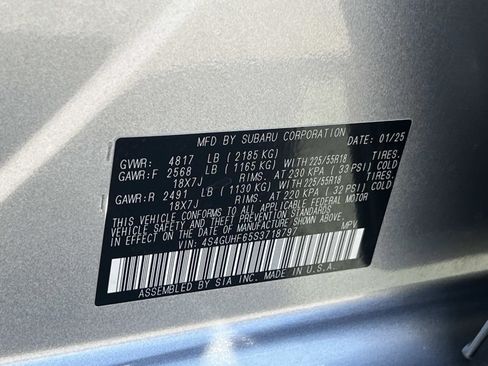 MFD BY SUBARU CORPORATION 01/25
GVWR: 4817 LB (2185 KG)
GAWR:F 2568 LB (1165 KG) WITH 225/55R18 TIRES.
18X7J RIMS. AT 230 KPA (33 PSI) COLD
GAWR:R 2491 LB (1130 KG) WITH 225/55R18 TIRES.
18X7J RIMS. AT 220 KPA (32 PSI) COLD
THIS VEHICLE CONFORMS TO ALL APPLICABLE FEDERAL MOTOR
VEHICLE SAFETY AND THEFT PREVENTION STANDARDS
IN EFFECT ON THE DATE OF MANUFACTURE SHOWN ABOVE.
VIN: 4S4GUHF65S3718797 MPV
ASSEMBLED BY SIA INC. MADE IN U.S.A.